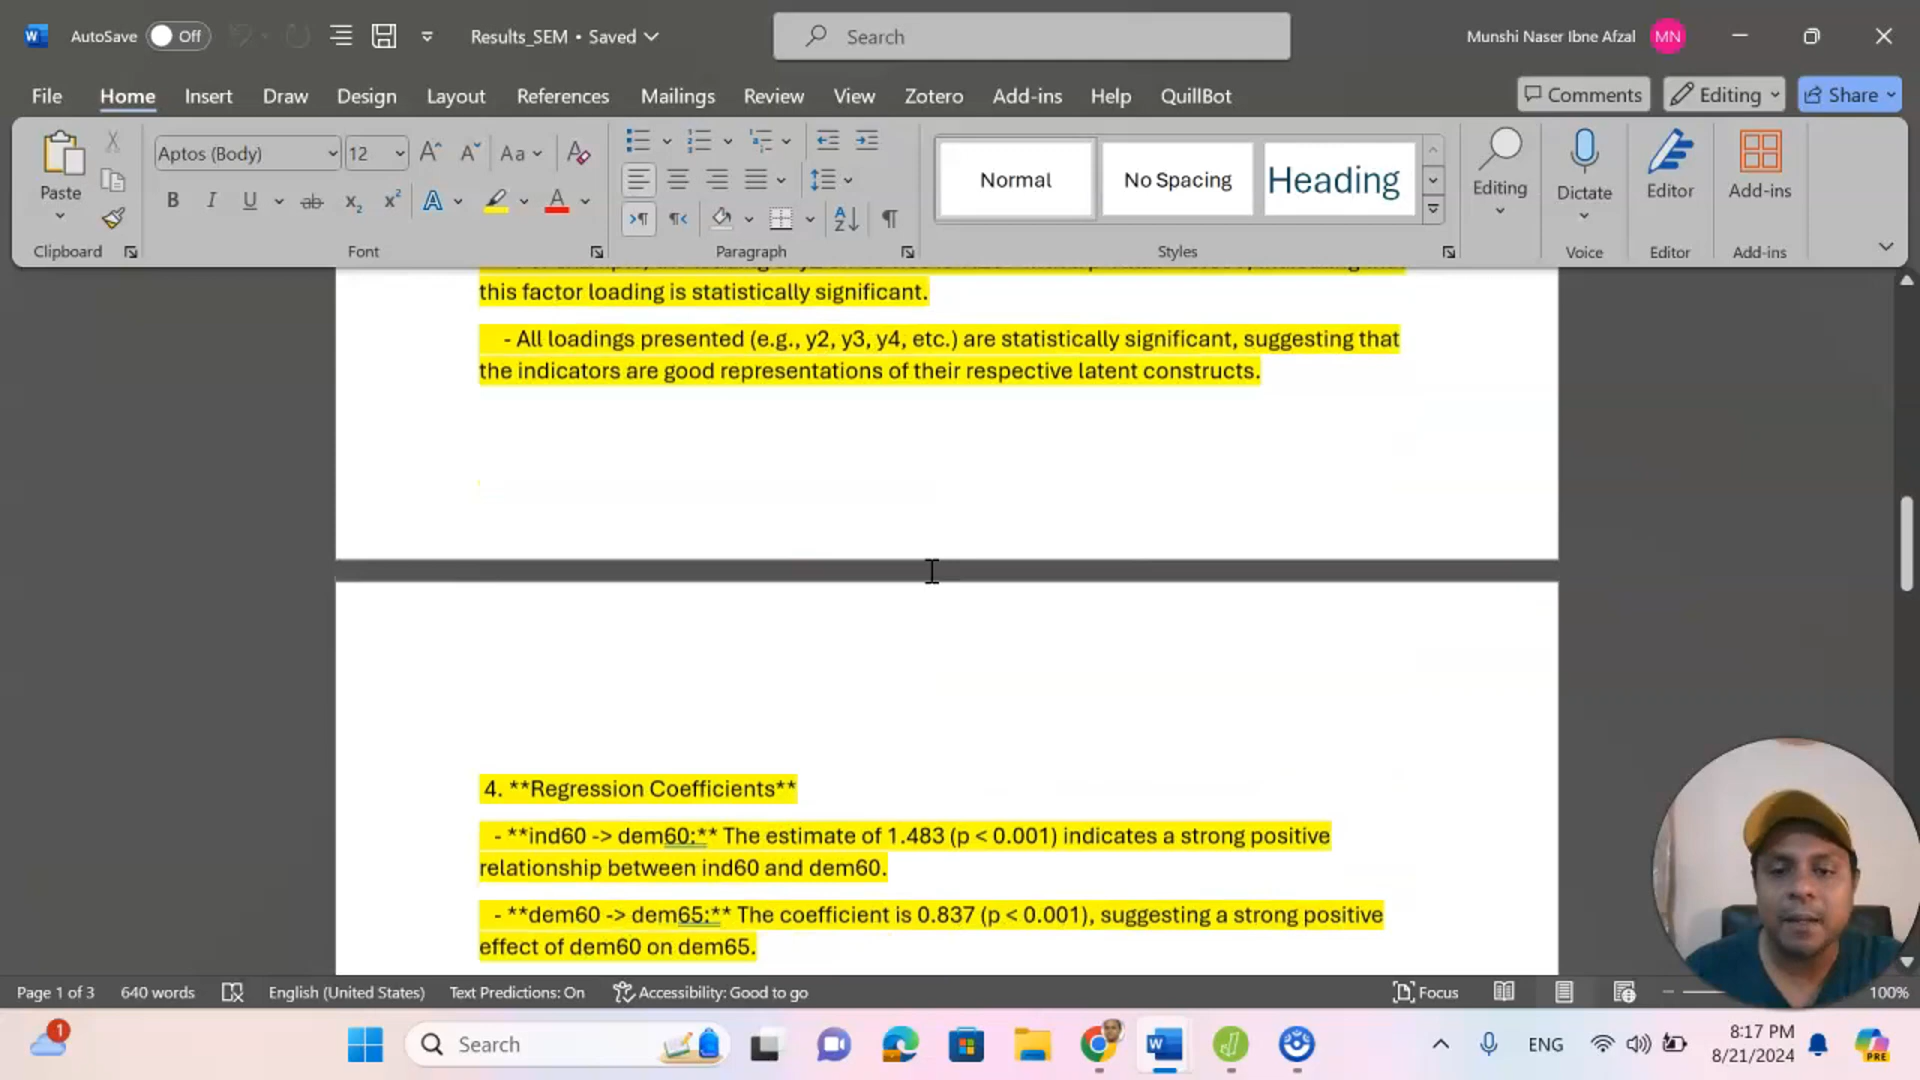 AutoSave Off Results_SEM • Saved Search Munshi Naser Ibne Afzal MN
File Home Insert Draw Design Layout References Mailings Review View Zotero Add-ins Help QuillBot Comments Editing Share
Aptos (Body) 12 Aa
Paste B I U ab x₂ x² A A Normal No Spacing Heading Editing Dictate Editor Add-ins
Clipboard Font Paragraph Styles Voice Editor Add-ins
this factor loading is statistically significant.
- All loadings presented (e.g., y2, y3, y4, etc.) are statistically significant, suggesting that
the indicators are good representations of their respective latent constructs.
4. **Regression Coefficients**
- **ind60 -> dem60:** The estimate of 1.483 (p < 0.001) indicates a strong positive
relationship between ind60 and dem60.
- **dem60 -> dem65:** The coefficient is 0.837 (p < 0.001), suggesting a strong positive
effect of dem60 on dem65.
Page 1 of 3 640 words English (United States) Text Predictions: On Accessibility: Good to go Focus 100%
1 Search ENG 8:17 PM
8/21/2024 PRE